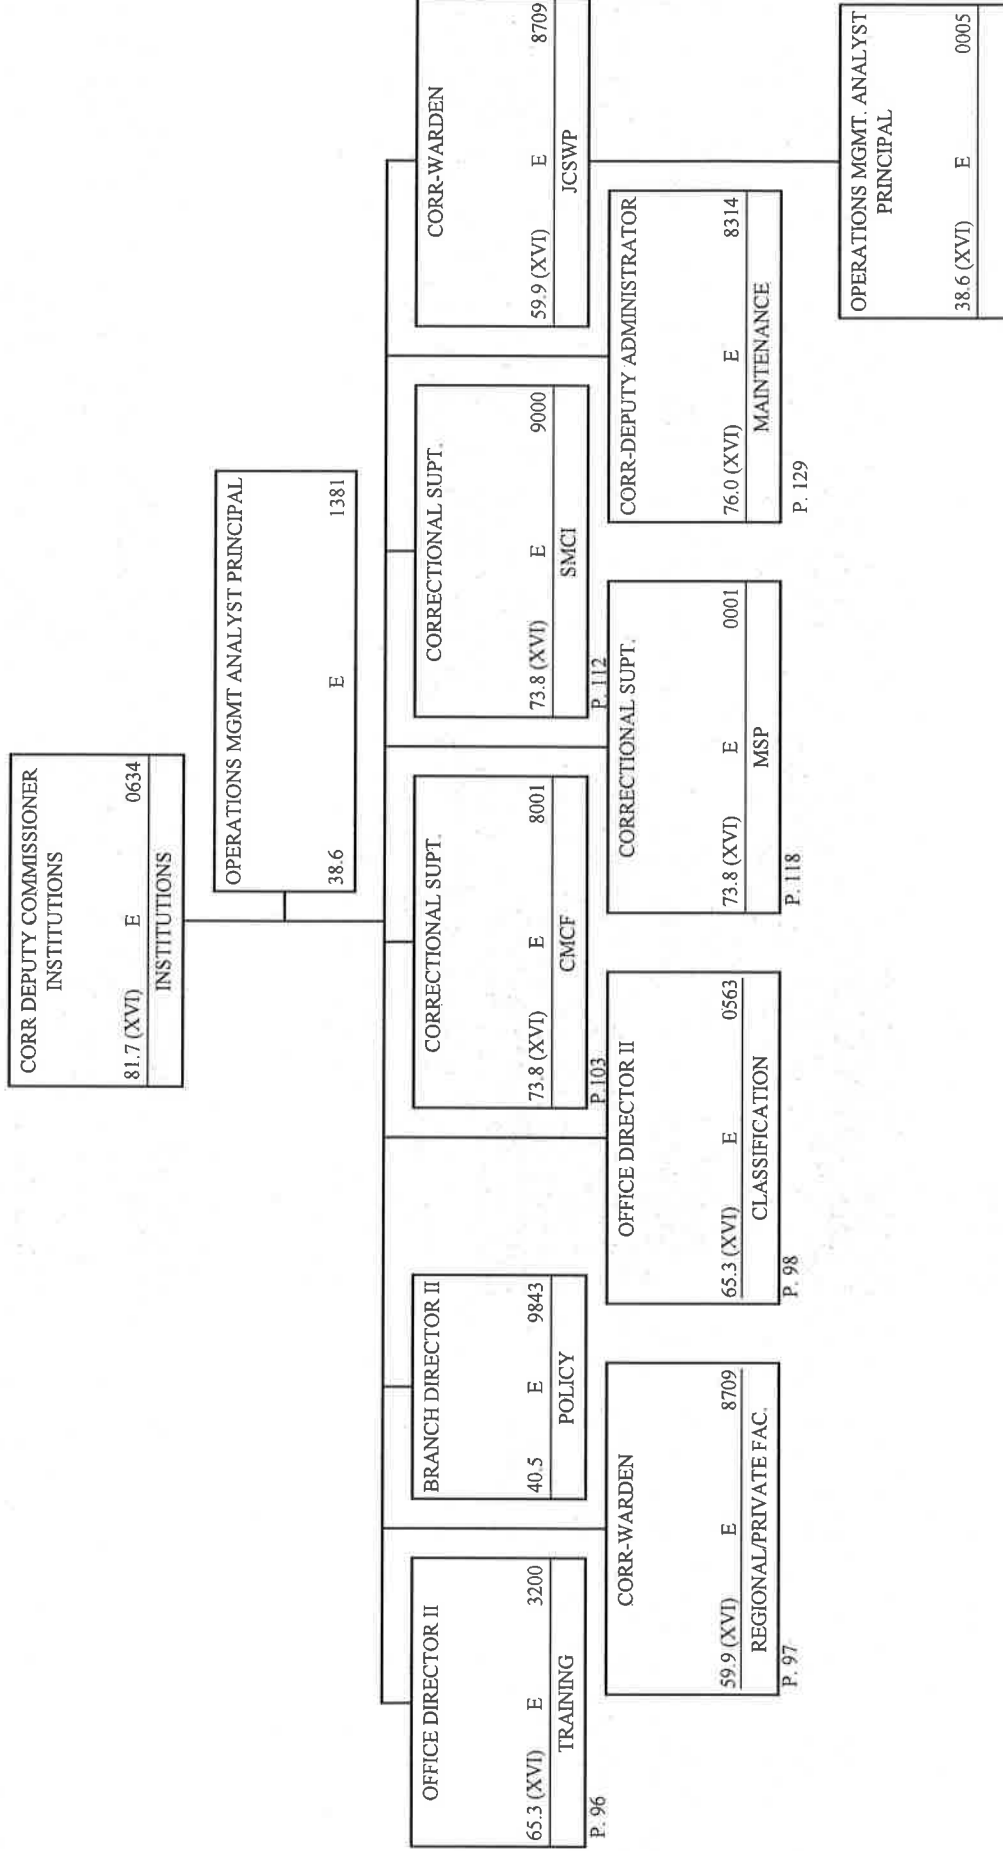 CORR DEPUTY COMMISSIONER
INSTITUTIONS
81.7 (XVI) E 0634
INSTITUTIONS
OPERATIONS MGMT ANALYST PRINCIPAL
38.6 E 1381
OFFICE DIRECTOR II
65.3 (XVI) E 3200
TRAINING
P. 96
BRANCH DIRECTOR II
40.5 E 9843
POLICY
CORRECTIONAL SUPT.
73.8 (XVI) E 8001
CMCF
P.103
CORRECTIONAL SUPT.
73.8 (XVI) E 9000
SMCI
P. 112
CORR-WARDEN
59.9 (XVI) E 8709
JCSWP
CORR-WARDEN
59.9 (XVI) E 8709
REGIONAL/PRIVATE FAC.
P. 97
OFFICE DIRECTOR II
65.3 (XVI) E 0563
CLASSIFICATION
P. 98
CORRECTIONAL SUPT.
73.8 (XVI) E 0001
MSP
P. 118
CORR-DEPUTY ADMINISTRATOR
76.0 (XVI) E 8314
MAINTENANCE
P. 129
OPERATIONS MGMT. ANALYST
PRINCIPAL
38.6 (XVI) E 0005